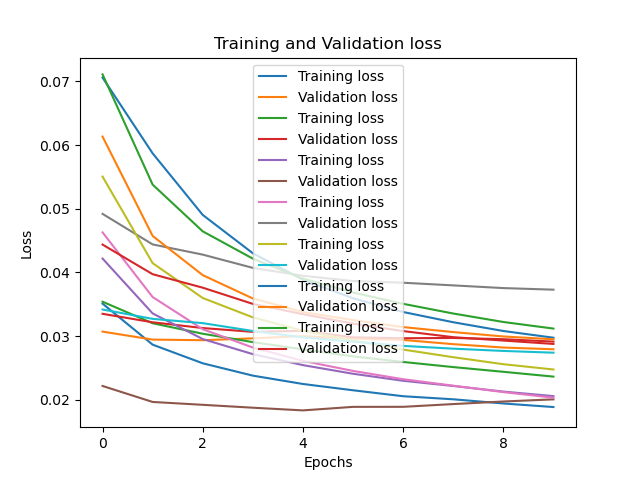 Training and Validation loss
0.07
0.06
0.05
0.04
0.03
0.02
Loss
Training loss
Validation loss
Training loss
Validation loss
Training loss
Validation loss
Training loss
Validation loss
Training loss
Validation loss
Training loss
Validation loss
Training loss
Validation loss
0 2 4 6 8
Epochs